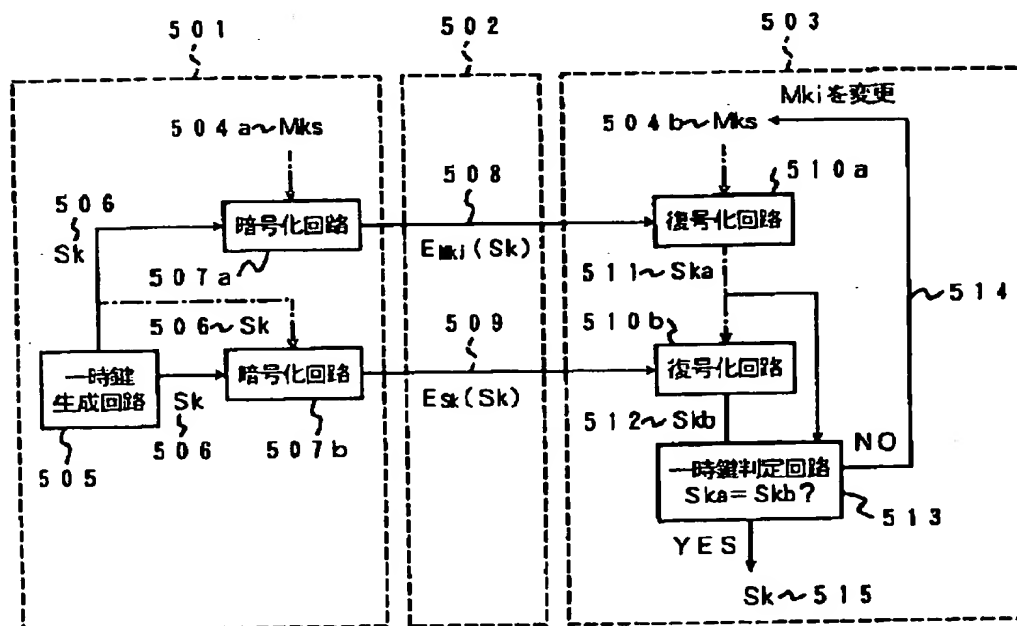 501
502
503
Mkiを変更
504a~Mks
504b~Mks
508
510a
506
Sk
暗号化回路
復号化回路
EMki(Sk)
507a
511~Ska
514
506~Sk
509
510b
一時鍵
生成回路
Sk
暗号化回路
復号化回路
ESk(Sk)
512~Skb
505
506
507b
NO
一時鍵判定回路
Ska=Skb?
513
YES
Sk~515